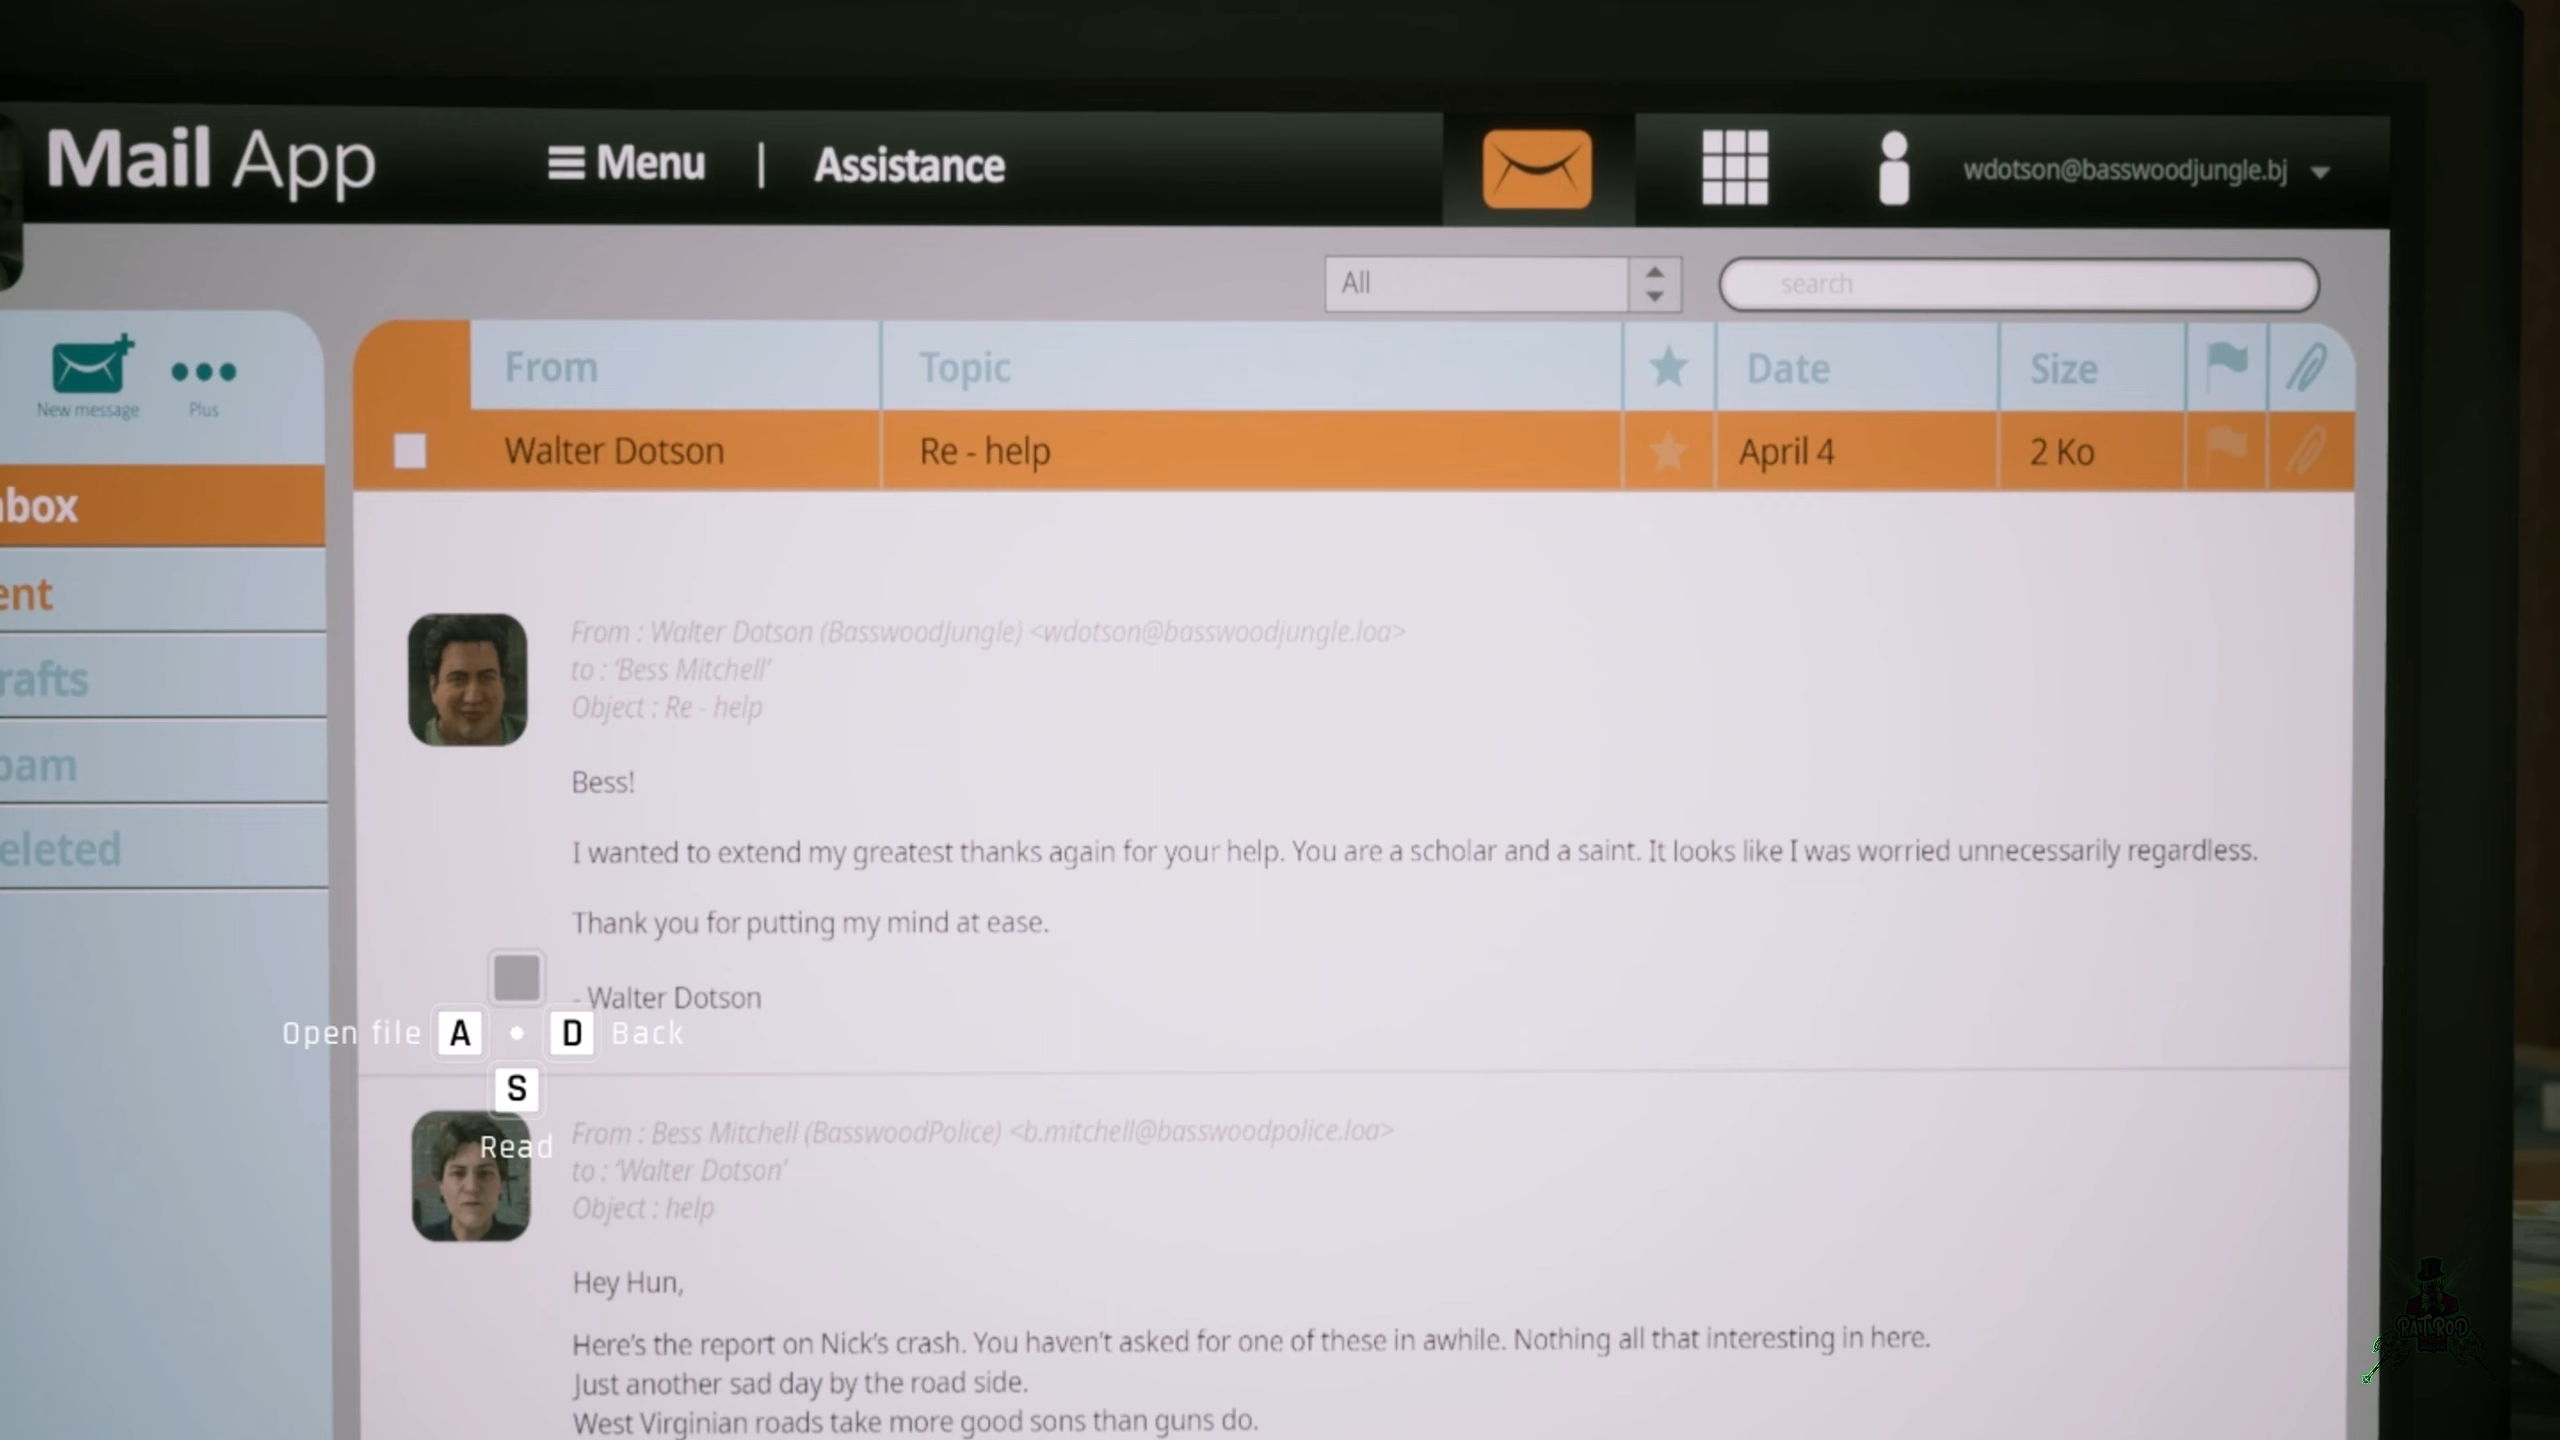 Mail App
Menu | Assistance
wdotson@basswoodjungle.bj
All
search
New message
Plus
From Topic Date Size
Walter Dotson Re - help April 4 2 Ko
nbox
ent
rafts
pam
eleted
From : Walter Dotson (BasswoodJungle) <wdotson@basswoodjungle.loa>
to : 'Bess Mitchell'
Object : Re - help
Bess!
I wanted to extend my greatest thanks again for your help. You are a scholar and a saint. It looks like I was worried unnecessarily regardless.
Thank you for putting my mind at ease.
- Walter Dotson
Open file A D Back
S
Read
From : Bess Mitchell (BasswoodPolice) <b.mitchell@basswoodpolice.loa>
to : 'Walter Dotson'
Object : help
Hey Hun,
Here's the report on Nick's crash. You haven't asked for one of these in awhile. Nothing all that interesting in here.
Just another sad day by the road side.
West Virginian roads take more good sons than guns do.
RAT ROD